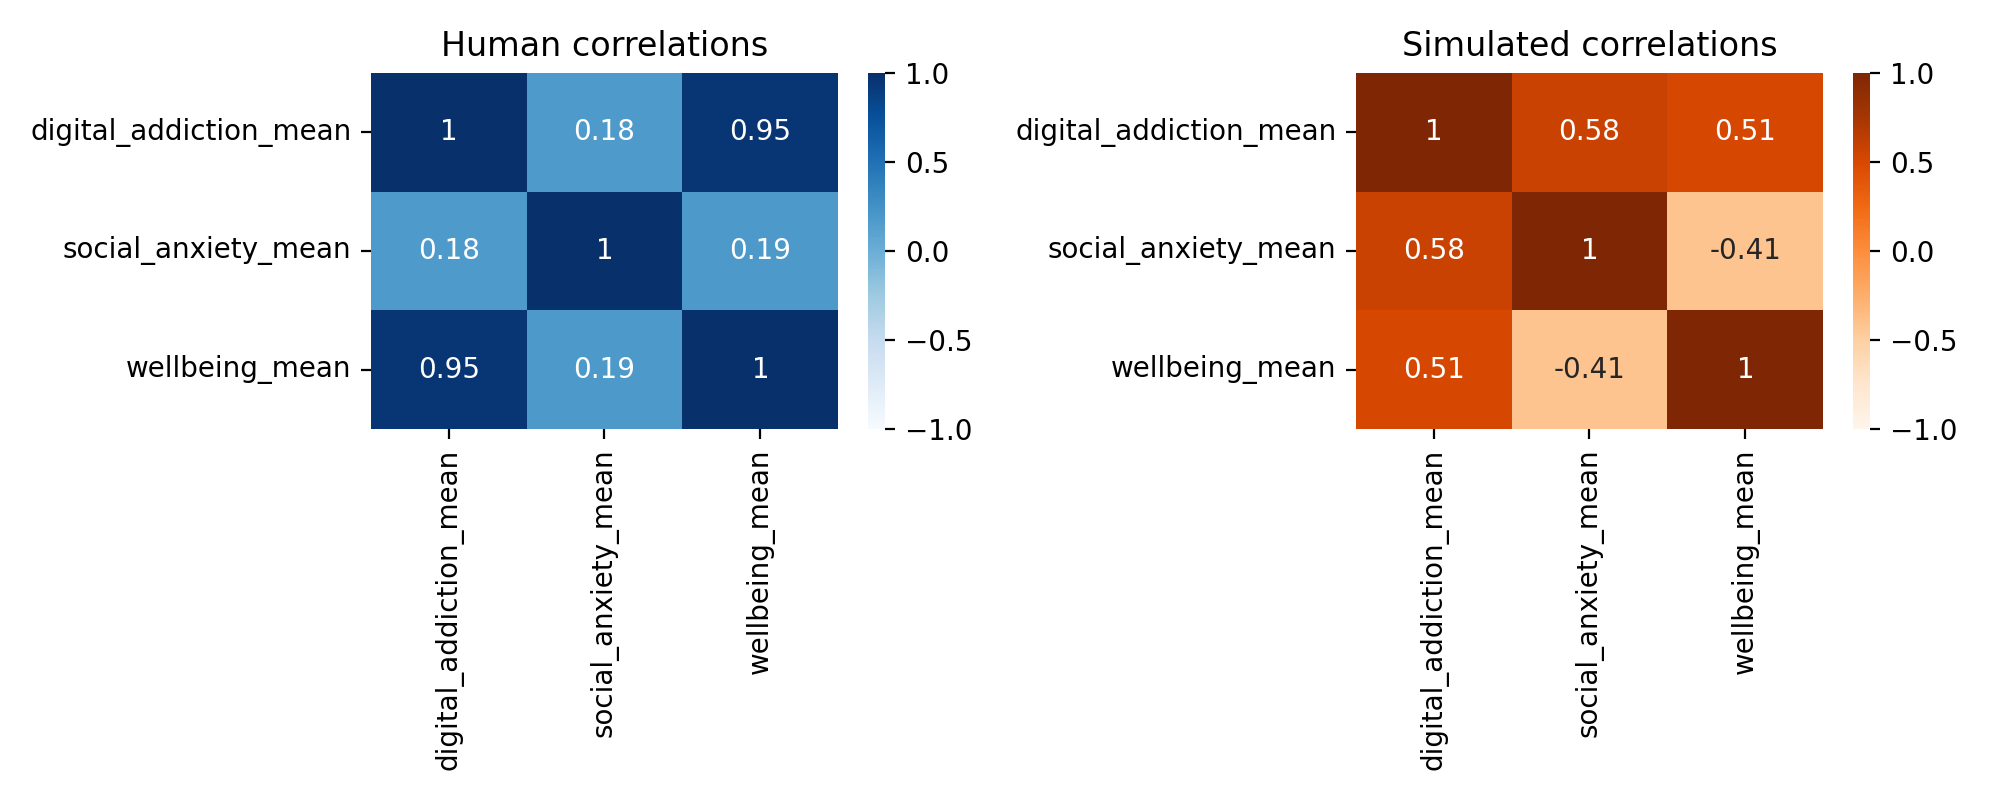 Human correlations
digital_addiction_mean
social_anxiety_mean
wellbeing_mean
1 0.18 0.95
0.18 1 0.19
0.95 0.19 1
digital_addiction_mean
social_anxiety_mean
wellbeing_mean
1.0
0.5
0.0
−0.5
−1.0
Simulated correlations
digital_addiction_mean
social_anxiety_mean
wellbeing_mean
1 0.58 0.51
0.58 1 -0.41
0.51 -0.41 1
digital_addiction_mean
social_anxiety_mean
wellbeing_mean
1.0
0.5
0.0
−0.5
−1.0